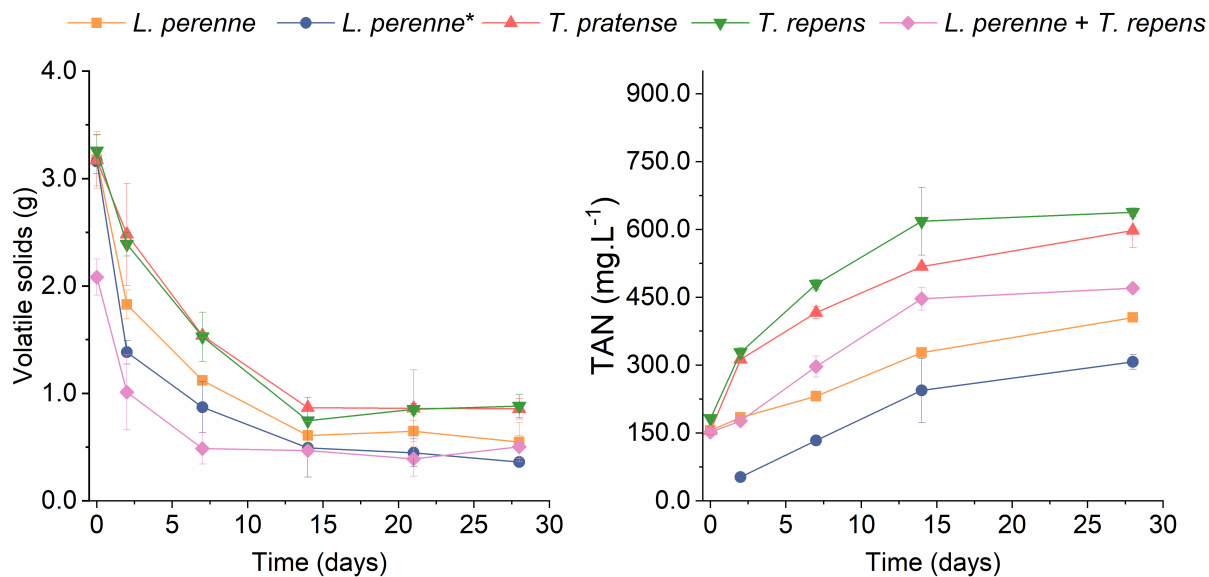 L. perenne L. perenne* T. pratense T. repens L. perenne + T. repens
4.0
3.0
2.0
1.0
0.0
Volatile solids (g)
0 5 10 15 20 25 30
Time (days)
900.0
750.0
600.0
450.0
300.0
150.0
0.0
TAN (mg.L⁻¹)
0 5 10 15 20 25 30
Time (days)